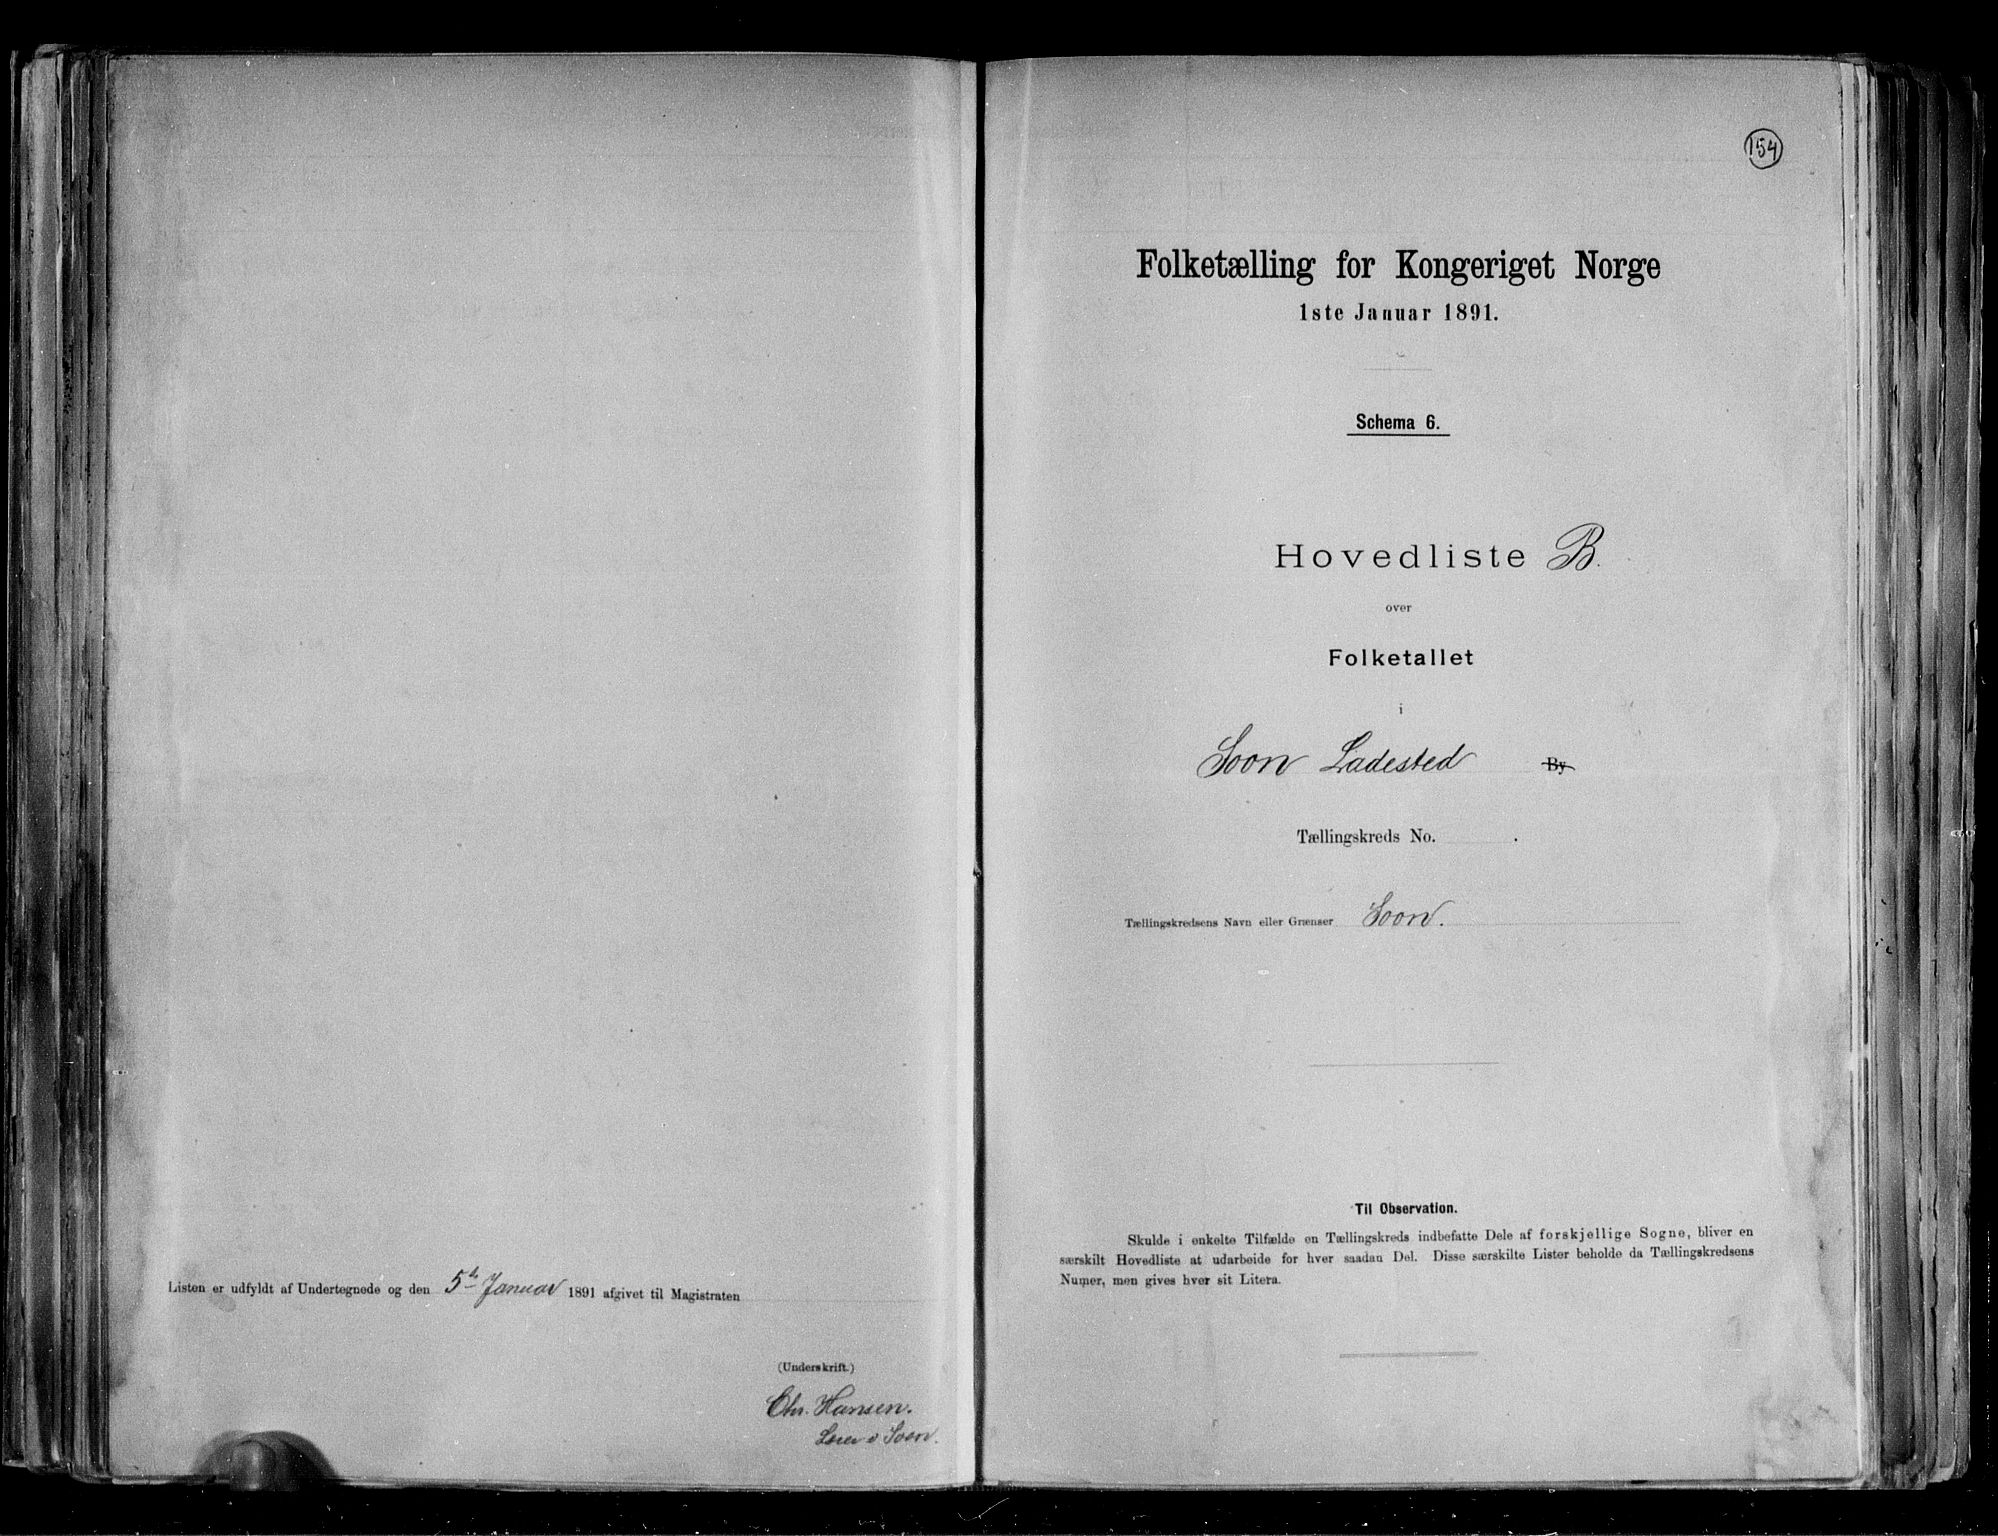 Listen er udfyldt af Undertegnede og den 5te Januar 1891 afgivet til Magistraten
(Underskrift.)
Chr. Hansen.
Lærer i Soon.
154
Folketælling for Kongeriget Norge
1ste Januar 1891.
Schema 6.
Hovedliste B.
over
Folketallet
i
Soon Ladested By
Tællingskreds No. .
Tællingskredsens Navn eller Grænser Soon.
Til Observation.
Skulde i enkelte Tilfælde en Tællingskreds indbefatte Dele af forskjellige Sogne, bliver en
særskilt Hovedliste at udarbeide for hver saadan Del. Disse særskilte Lister beholde da Tællingskredsens
Numer, men gives hver sit Litera.